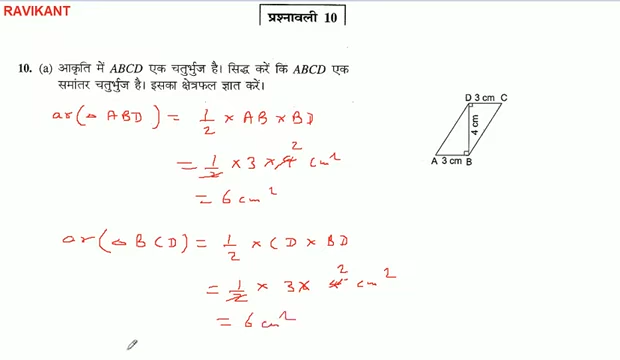 RAVIKANT
प्रश्नावली 10
10. (a) आकृति में ABCD एक चतुर्भुज है। सिद्ध करें कि ABCD एक
समांतर चतुर्भुज है। इसका क्षेत्रफल ज्ञात करें।
ar(△ ABD) = 1/2 × AB × BD
= 1/2 × 3 × 4 2 cm²
= 6 cm²
D 3 cm C
4 cm
A 3 cm B
ar(△ BCD) = 1/2 × CD × BD
= 1/2 × 3 × 4 2 cm²
= 6 cm²